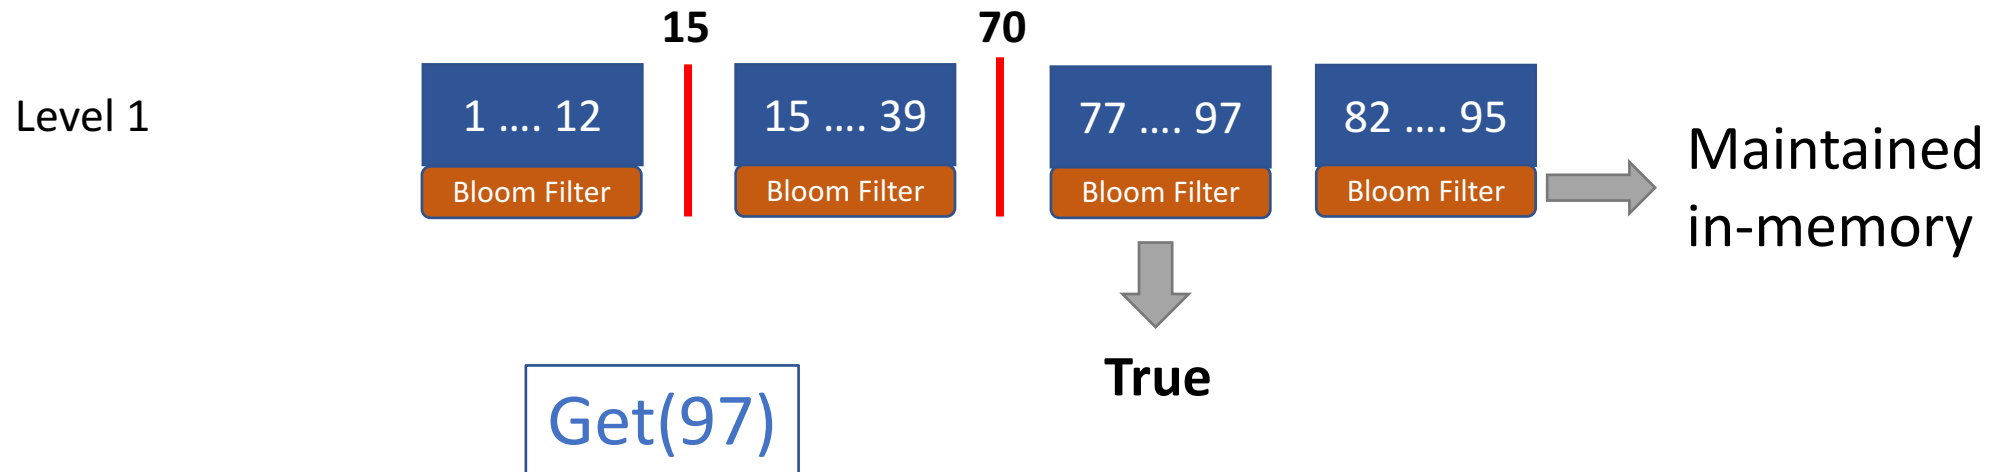 15
70
Level 1
1 .... 12
15 .... 39
77 .... 97
82 .... 95
Bloom Filter
Bloom Filter
Bloom Filter
Bloom Filter
Maintained
in-memory
True
Get(97)